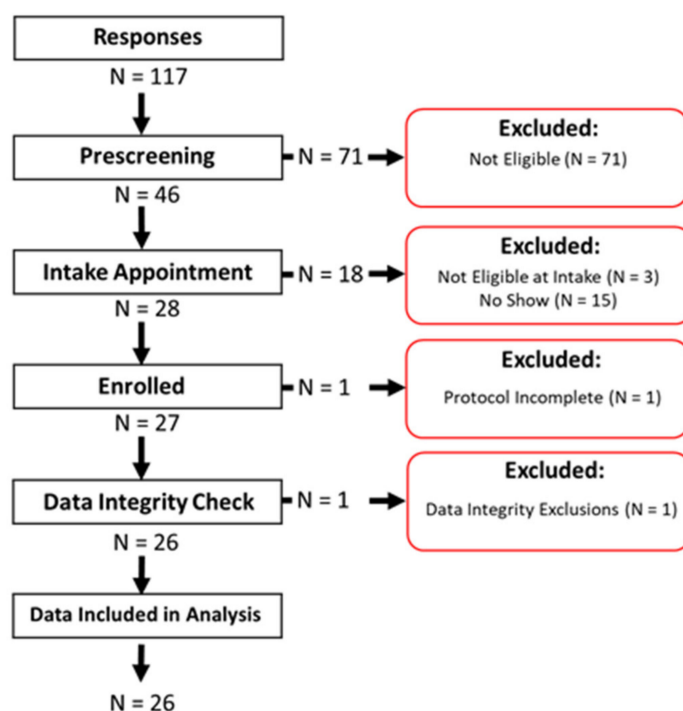 Responses
N = 117
Prescreening
N = 71
Excluded:
Not Eligible (N = 71)
N = 46
Intake Appointment
N = 18
Excluded:
Not Eligible at Intake (N = 3)
No Show (N = 15)
N = 28
Enrolled
N = 1
Excluded:
Protocol Incomplete (N = 1)
N = 27
Data Integrity Check
N = 1
Excluded:
Data Integrity Exclusions (N = 1)
N = 26
Data Included in Analysis
N = 26